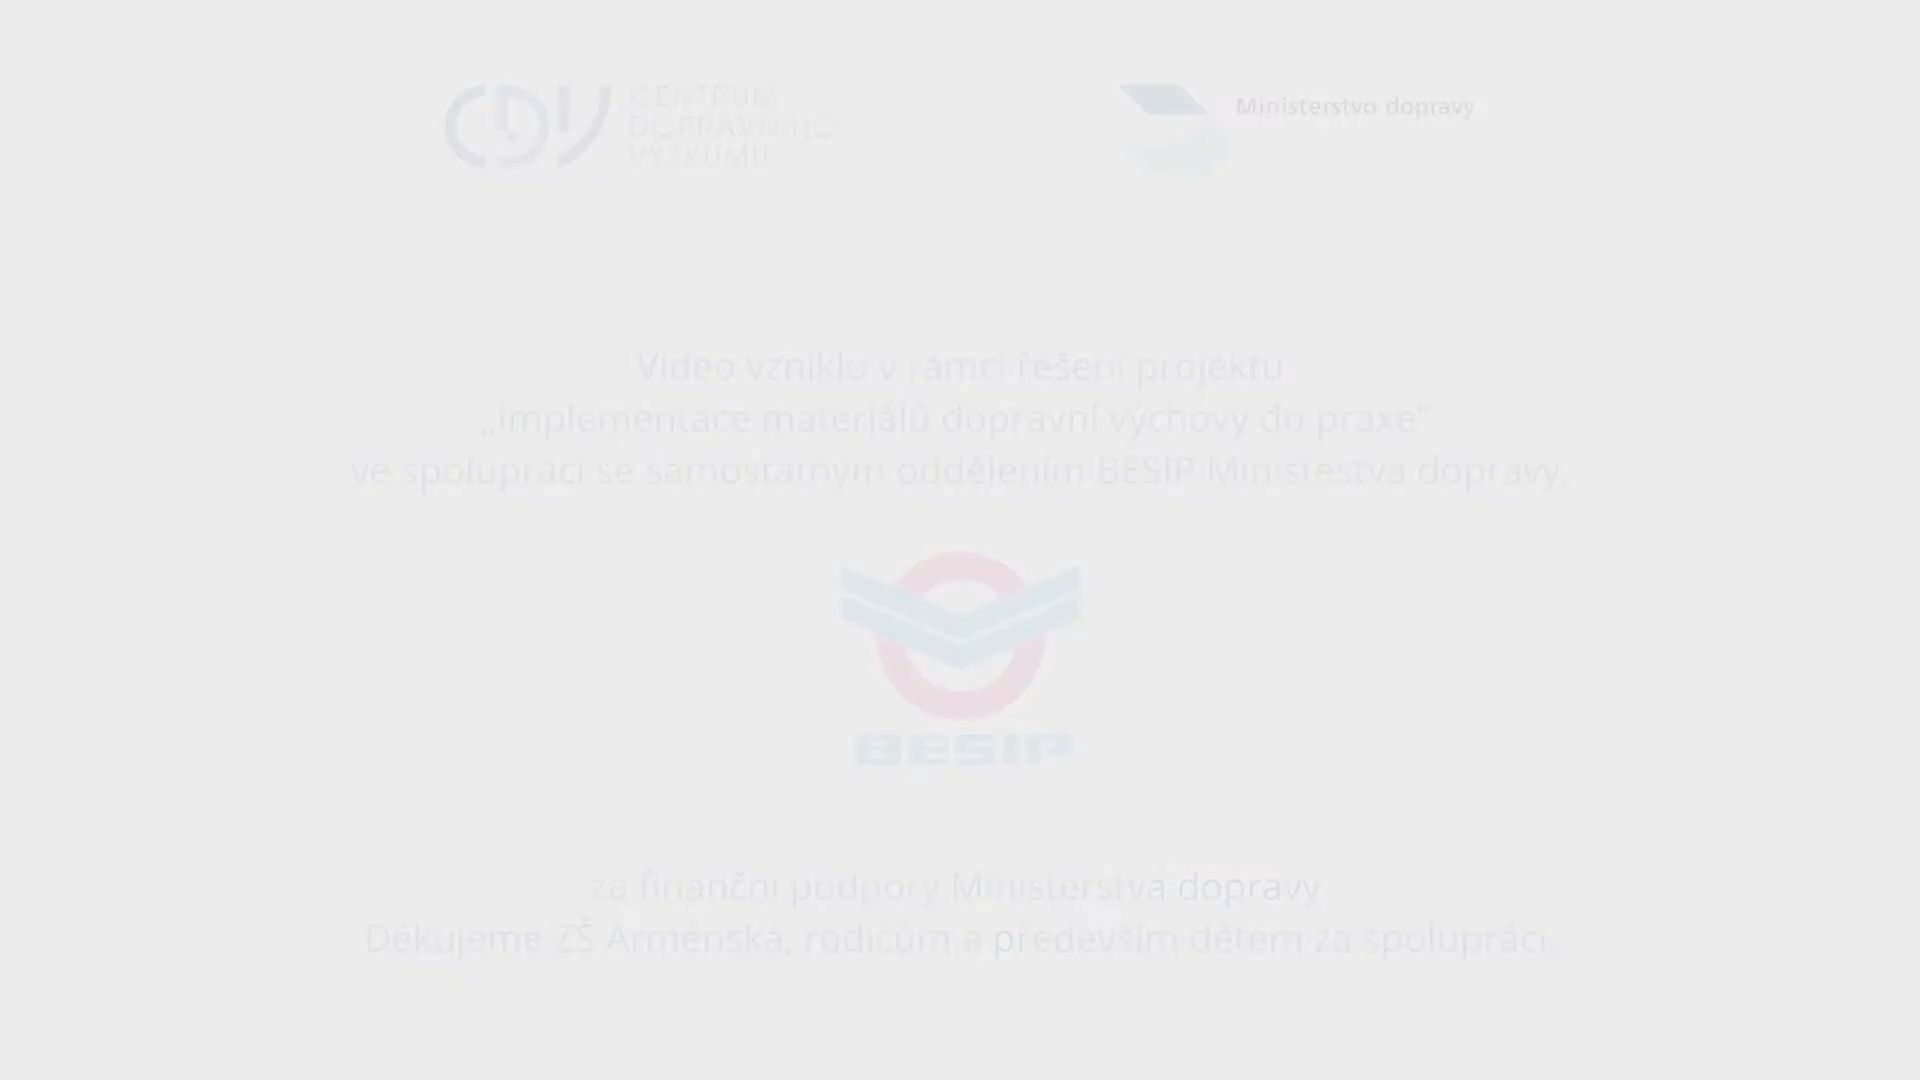 CDV
CENTRUM
DOPRAVNÍHO
VÝZKUMU
Ministerstvo dopravy
Video vzniklo v rámci řešení projektu
„Implementace materiálů dopravní výchovy do praxe“
ve spolupráci se samostatným oddělením BESIP Ministestva dopravy,
BESIP
za finanční podpory Ministerstva dopravy.
Děkujeme ZŠ Arménská, rodičům a především dětem za spolupráci.